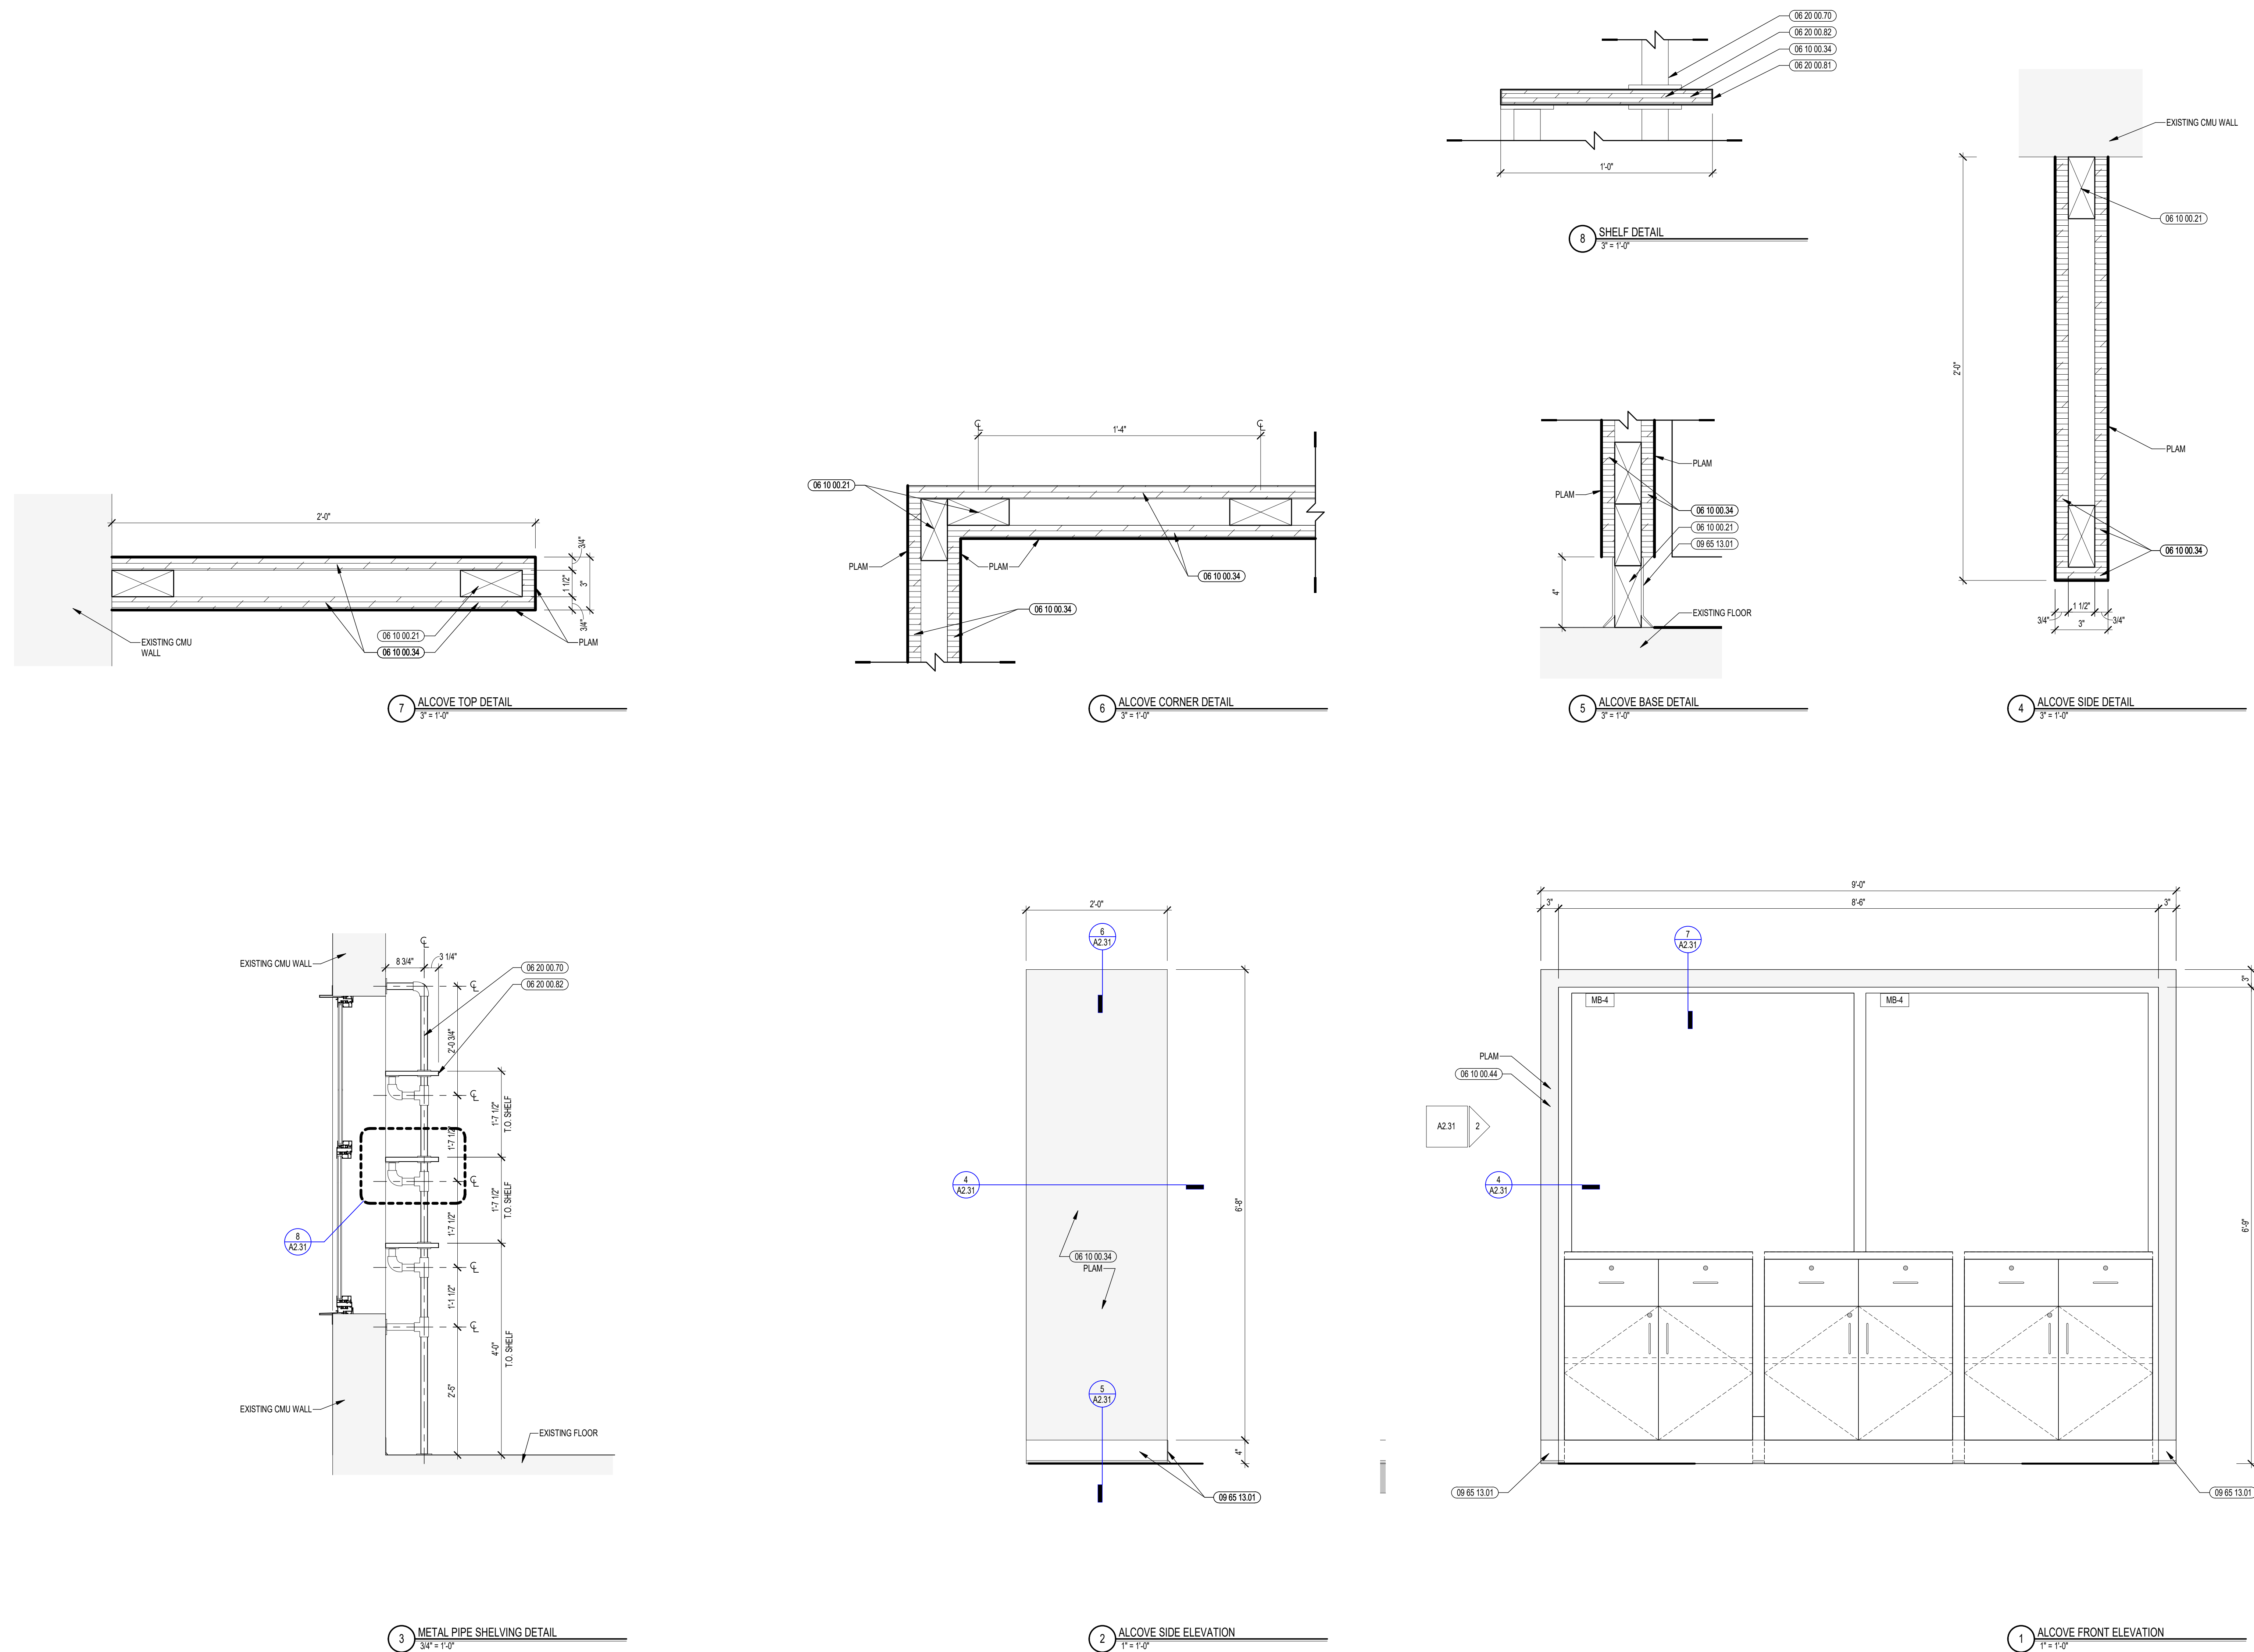 06 20 00.70
06 20 00.82
06 10 00.34
06 20 00.81
1'-0"
8
SHELF DETAIL
3" = 1'-0"
EXISTING CMU WALL
06 10 00.21
2'-0"
PLAM
06 10 00.34
3/4"
1 1/2"
3/4"
3"
4
ALCOVE SIDE DETAIL
3" = 1'-0"
2'-0"
3/4"
1 1/2"
3"
3/4"
EXISTING CMU
WALL
06 10 00.21
06 10 00.34
PLAM
7
ALCOVE TOP DETAIL
3" = 1'-0"
1'-4"
06 10 00.21
PLAM
PLAM
06 10 00.34
06 10 00.34
6
ALCOVE CORNER DETAIL
3" = 1'-0"
PLAM
PLAM
06 10 00.34
06 10 00.21
09 65 13.01
4"
EXISTING FLOOR
5
ALCOVE BASE DETAIL
3" = 1'-0"
EXISTING CMU WALL
8 3/4"
3 1/4"
06 20 00.70
06 20 00.82
2'-0 3/4"
1'-7 1/2"
T.O. SHELF
1'-7 1/2"
1'-7 1/2"
T.O. SHELF
1'-7 1/2"
8
A2.31
1'-1 1/2"
4'-0"
T.O. SHELF
2'-5"
EXISTING CMU WALL
EXISTING FLOOR
3
METAL PIPE SHELVING DETAIL
3/4" = 1'-0"
2'-0"
6
A2.31
4
A2.31
6'-8"
06 10 00.34
PLAM
5
A2.31
4"
09 65 13.01
2
ALCOVE SIDE ELEVATION
1" = 1'-0"
9'-0"
3"
8'-6"
3"
7
A2.31
3"
MB-4
MB-4
PLAM
06 10 00.44
A2.31
2
4
A2.31
6'-9"
09 65 13.01
09 65 13.01
1
ALCOVE FRONT ELEVATION
1" = 1'-0"